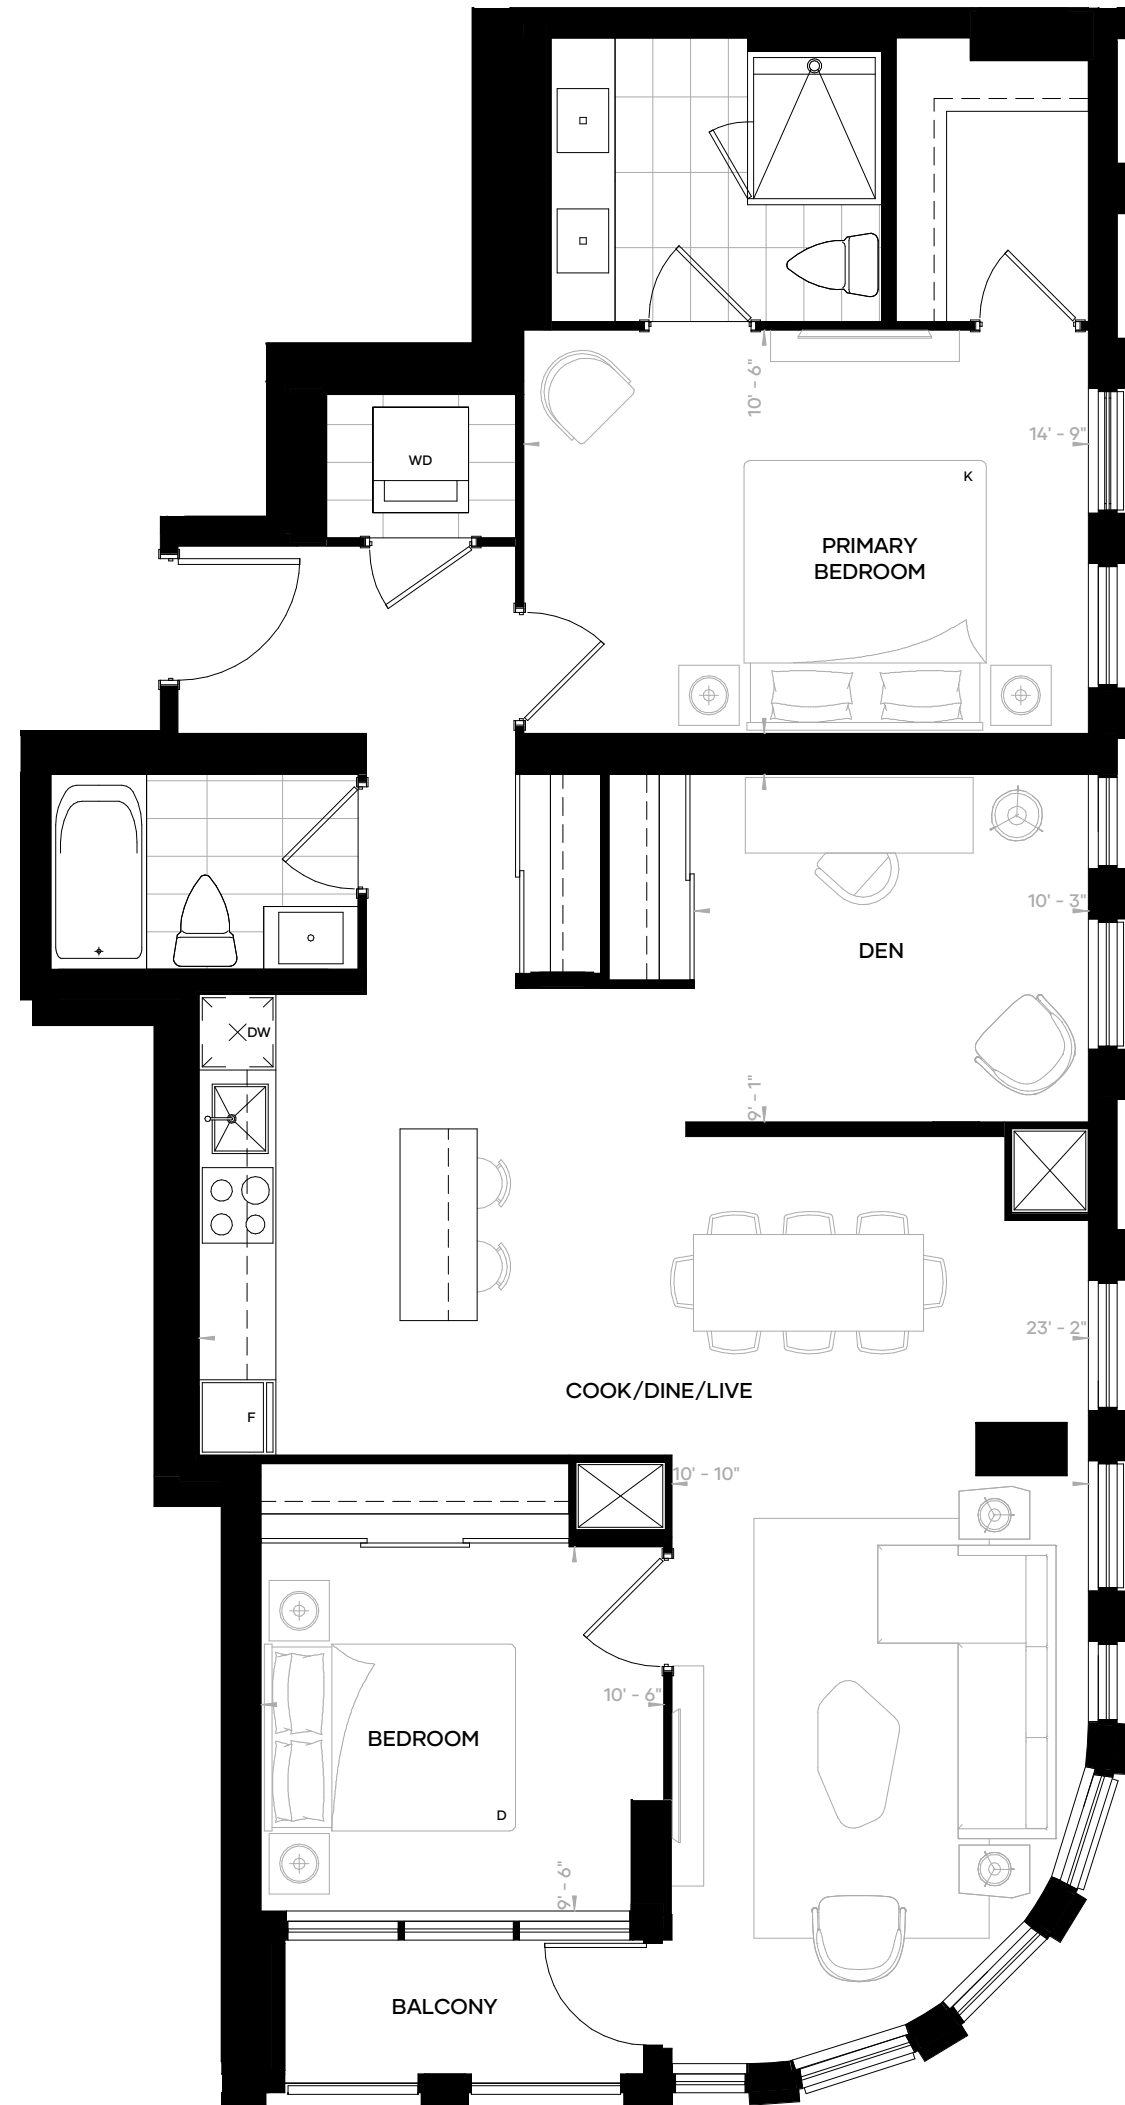 10' - 6"
14' - 9"
WD
K
PRIMARY
BEDROOM
10' - 3"
DEN
DW
9' - 1"
23' - 2"
COOK/DINE/LIVE
F
10' - 10"
10' - 6"
BEDROOM
D
9' - 6"
BALCONY